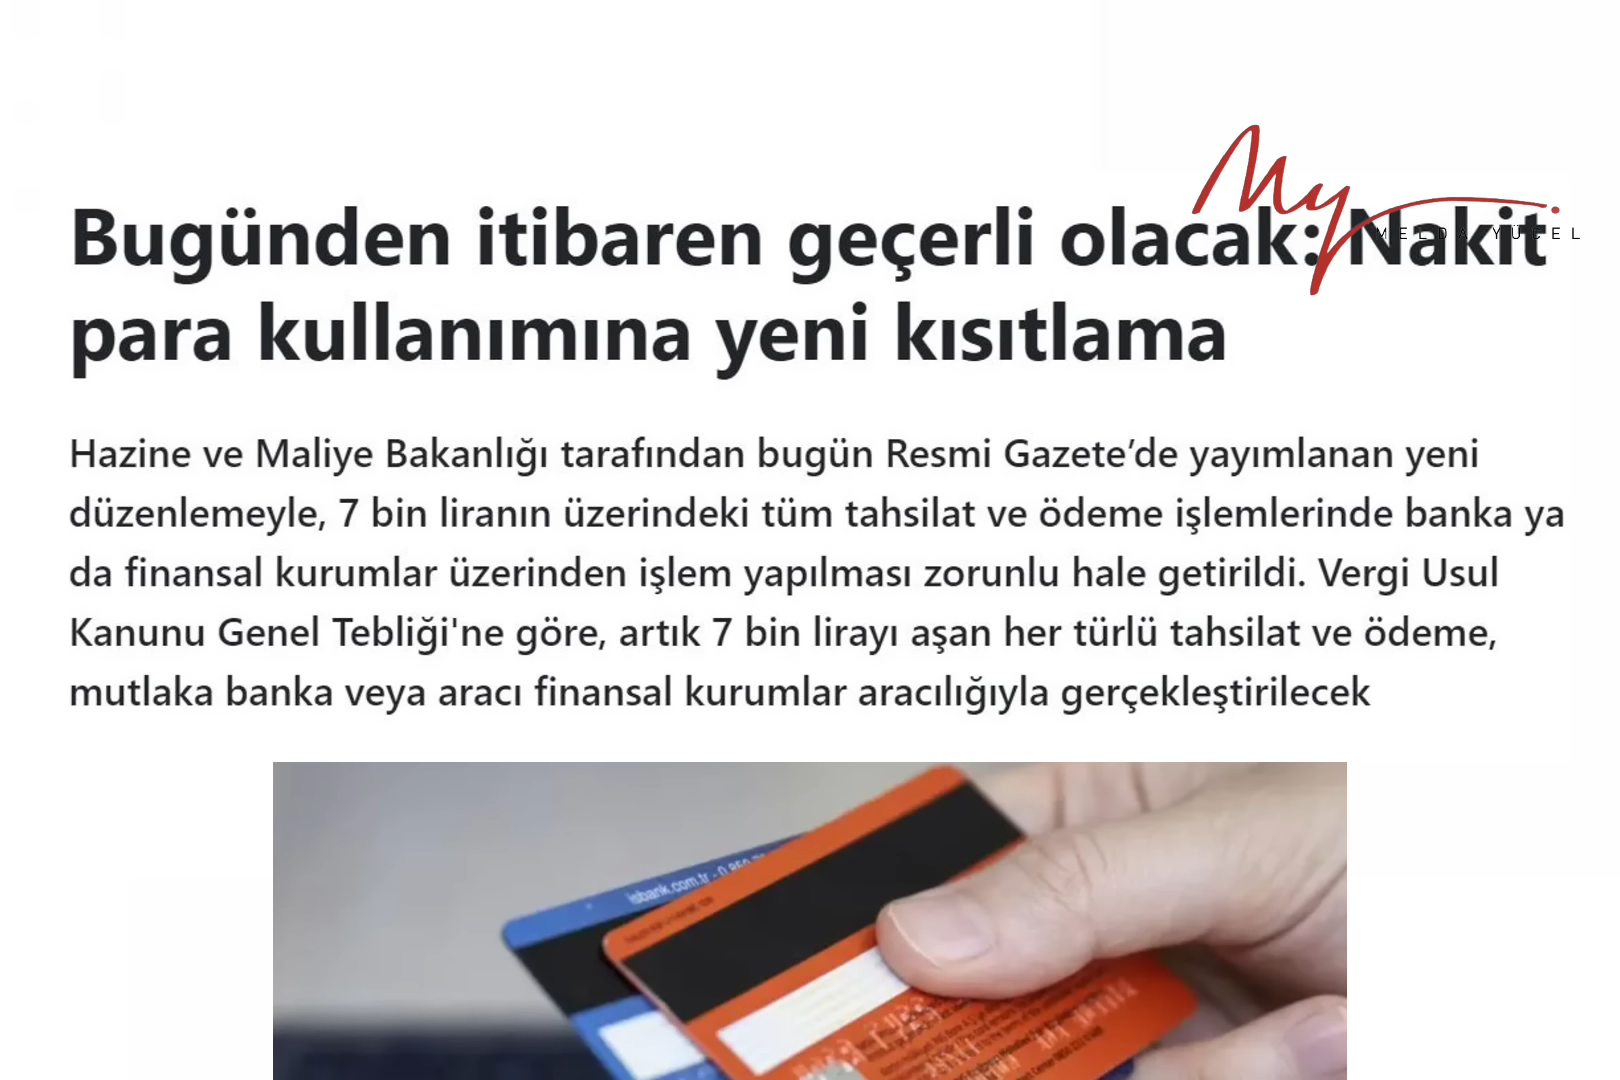 My
MELDA YÜCEL
Bugünden itibaren geçerli olacak: Nakit
para kullanımına yeni kısıtlama
Hazine ve Maliye Bakanlığı tarafından bugün Resmi Gazete’de yayımlanan yeni
düzenlemeyle, 7 bin liranın üzerindeki tüm tahsilat ve ödeme işlemlerinde banka ya
da finansal kurumlar üzerinden işlem yapılması zorunlu hale getirildi. Vergi Usul
Kanunu Genel Tebliği'ne göre, artık 7 bin lirayı aşan her türlü tahsilat ve ödeme,
mutlaka banka veya aracı finansal kurumlar aracılığıyla gerçekleştirilecek
isbank.com.tr - 0 850